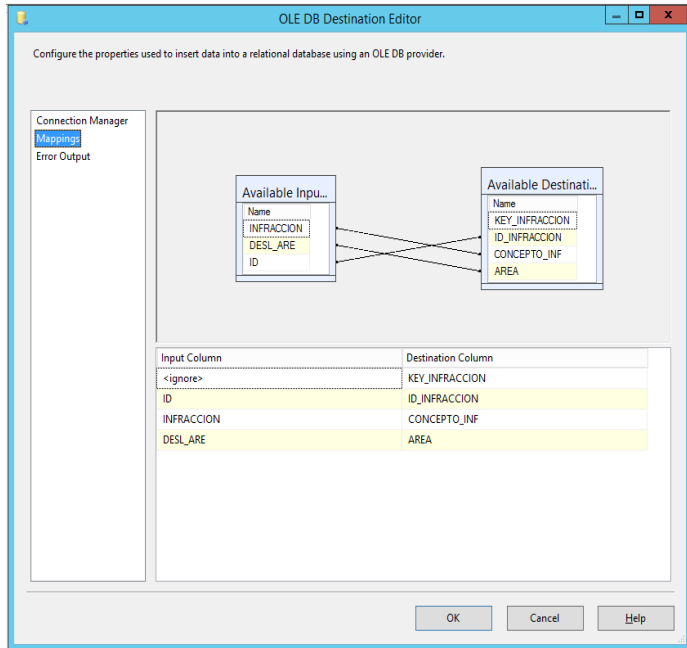 OLE DB Destination Editor
Configure the properties used to insert data into a relational database using an OLE DB provider.
Connection Manager
Mappings
Error Output
Available Inpu...
Name
INFRACCION
DESL_ARE
ID
Available Destinati...
Name
KEY_INFRACCION
ID_INFRACCION
CONCEPTO_INF
AREA
Input Column Destination Column
<ignore> KEY_INFRACCION
ID ID_INFRACCION
INFRACCION CONCEPTO_INF
DESL_ARE AREA
OK Cancel Help